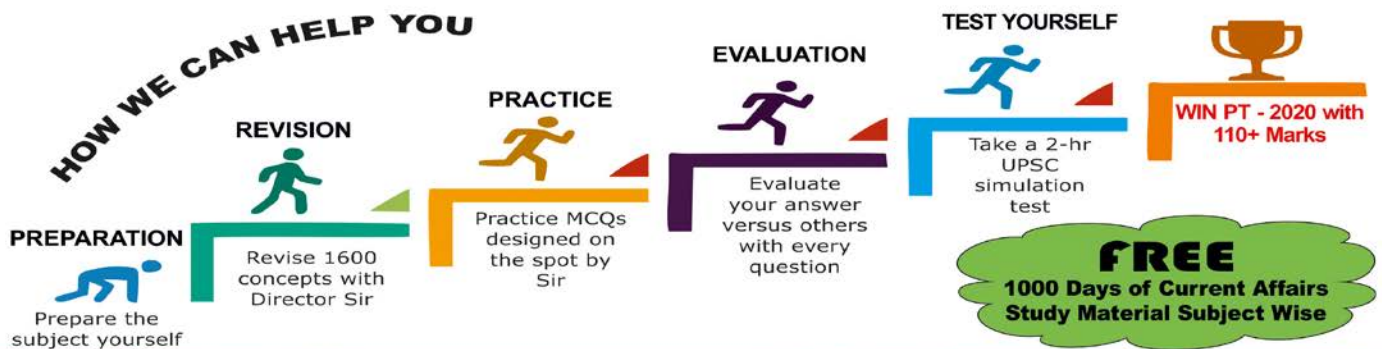 HOW WE CAN HELP YOU
PREPARATION
Prepare the
subject yourself
REVISION
Revise 1600
concepts with
Director Sir
PRACTICE
Practice MCQs
designed on
the spot by
Sir
EVALUATION
Evaluate
your answer
versus others
with every
question
TEST YOURSELF
Take a 2-hr
UPSC
simulation
test
WIN PT - 2020 with
110+ Marks
FREE
1000 Days of Current Affairs
Study Material Subject Wise